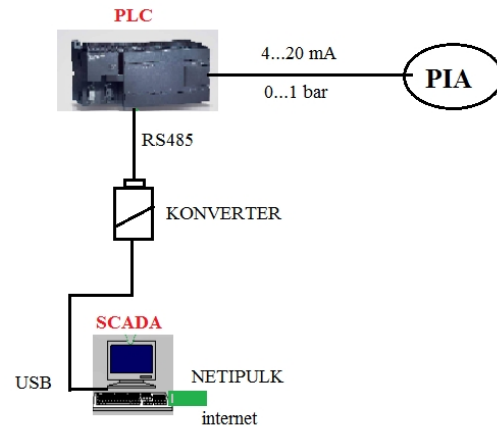 PLC
4...20 mA
0...1 bar
PIA
RS485
KONVERTER
SCADA
USB
NETIPULK
internet